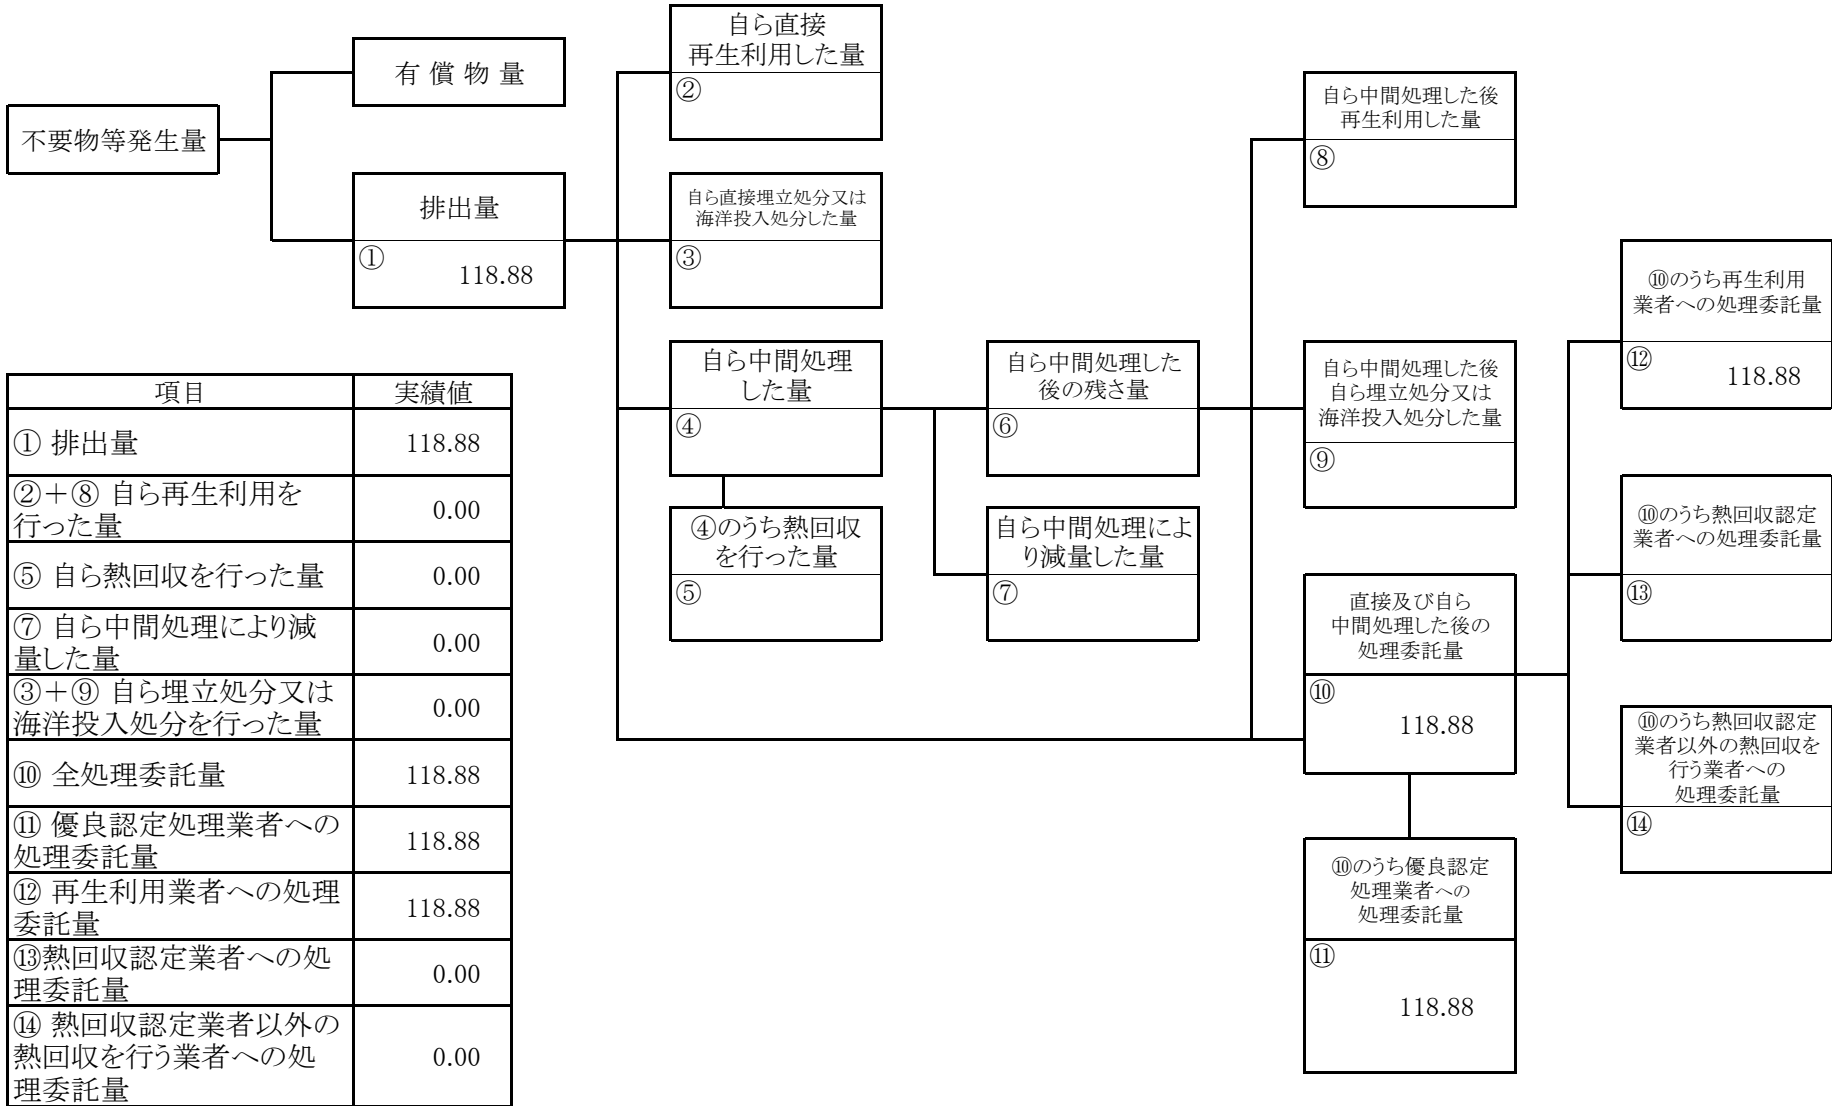 自ら直接
再生利用した量
②
有 償 物 量
不要物等発生量
排出量
①
118.88
自ら直接埋立処分又は
海洋投入処分した量
③
自ら中間処理
した量
④
④のうち熱回収
を行った量
⑤
自ら中間処理した
後の残さ量
⑥
自ら中間処理によ
り減量した量
⑦
自ら中間処理した後
再生利用した量
⑧
自ら中間処理した後
自ら埋立処分又は
海洋投入処分した量
⑨
直接及び自ら
中間処理した後の
処理委託量
⑩
118.88
⑩のうち優良認定
処理業者への
処理委託量
⑪
118.88
⑩のうち再生利用
業者への処理委託量
⑫
118.88
⑩のうち熱回収認定
業者への処理委託量
⑬
⑩のうち熱回収認定
業者以外の熱回収を
行う業者への
処理委託量
⑭
項目 実績値
① 排出量 118.88
②＋⑧ 自ら再生利用を
行った量 0.00
⑤ 自ら熱回収を行った量 0.00
⑦ 自ら中間処理により減
量した量 0.00
③＋⑨ 自ら埋立処分又は
海洋投入処分を行った量 0.00
⑩ 全処理委託量 118.88
⑪ 優良認定処理業者への
処理委託量 118.88
⑫ 再生利用業者への処理
委託量 118.88
⑬熱回収認定業者への処
理委託量 0.00
⑭ 熱回収認定業者以外の
熱回収を行う業者への処
理委託量 0.00